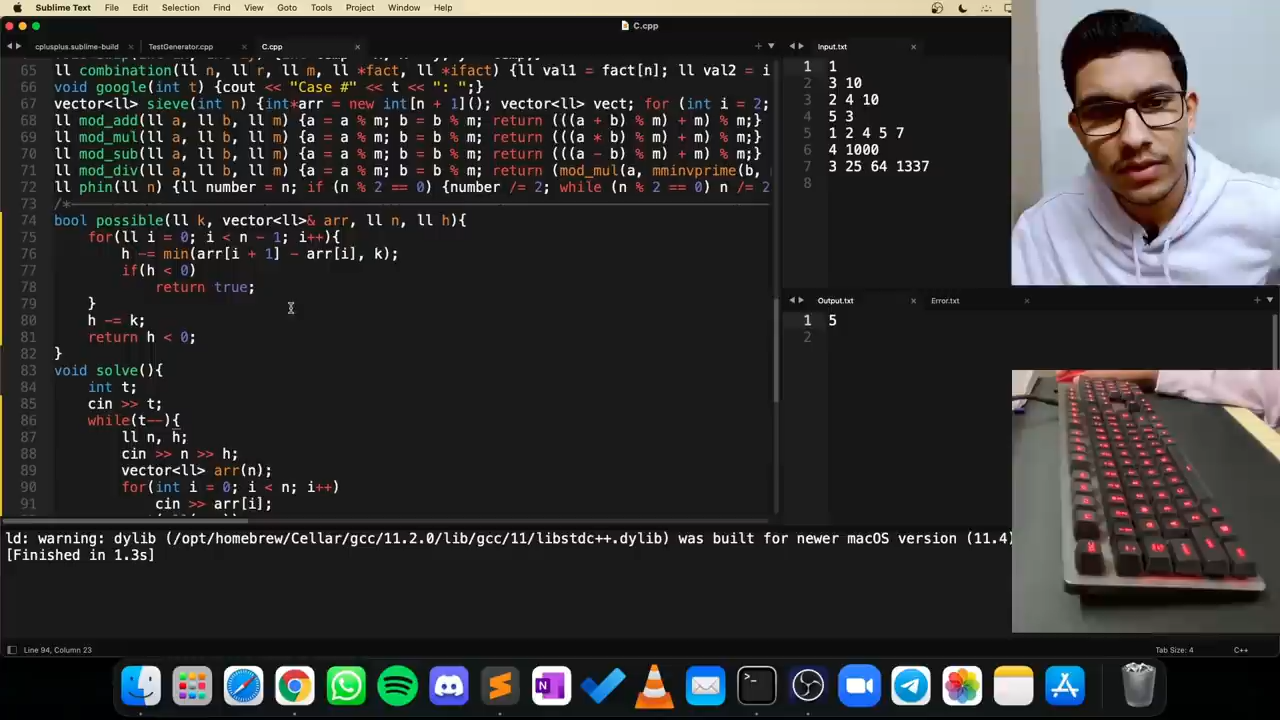 Sublime Text File Edit Selection Find View Goto Tools Project Window Help
C.cpp
cplusplus.sublime-build TestGenerator.cpp C.cpp
65 ll combination(ll n, ll r, ll m, ll *fact, ll *ifact) {ll val1 = fact[n]; ll val2 = i
66 void google(int t) {cout << "Case #" << t << ": ";}
67 vector<ll> sieve(int n) {int*arr = new int[n + 1](); vector<ll> vect; for (int i = 2;
68 ll mod_add(ll a, ll b, ll m) {a = a % m; b = b % m; return (((a + b) % m) + m) % m;}
69 ll mod_mul(ll a, ll b, ll m) {a = a % m; b = b % m; return (((a * b) % m) + m) % m;}
70 ll mod_sub(ll a, ll b, ll m) {a = a % m; b = b % m; return (((a - b) % m) + m) % m;}
71 ll mod_div(ll a, ll b, ll m) {a = a % m; b = b % m; return (mod_mul(a, mminvprime(b,
72 ll phin(ll n) {ll number = n; if (n % 2 == 0) {number /= 2; while (n % 2 == 0) n /= 2
73 /*
74 bool possible(ll k, vector<ll>& arr, ll n, ll h){
75 for(ll i = 0; i < n - 1; i++){
76 h -= min(arr[i + 1] - arr[i], k);
77 if(h < 0)
78 return true;
79 }
80 h -= k;
81 return h < 0;
82 }
83 void solve(){
84 int t;
85 cin >> t;
86 while(t--){
87 ll n, h;
88 cin >> n >> h;
89 vector<ll> arr(n);
90 for(int i = 0; i < n; i++)
91 cin >> arr[i];
Input.txt
1 1
2 3 10
3 2 4 10
4 5 3
5 1 2 4 5 7
6 4 1000
7 3 25 64 1337
8
Output.txt Error.txt
1 5
2
ld: warning: dylib (/opt/homebrew/Cellar/gcc/11.2.0/lib/gcc/11/libstdc++.dylib) was built for newer macOS version (11.4)
[Finished in 1.3s]
Line 94, Column 23
Tab Size: 4 C++